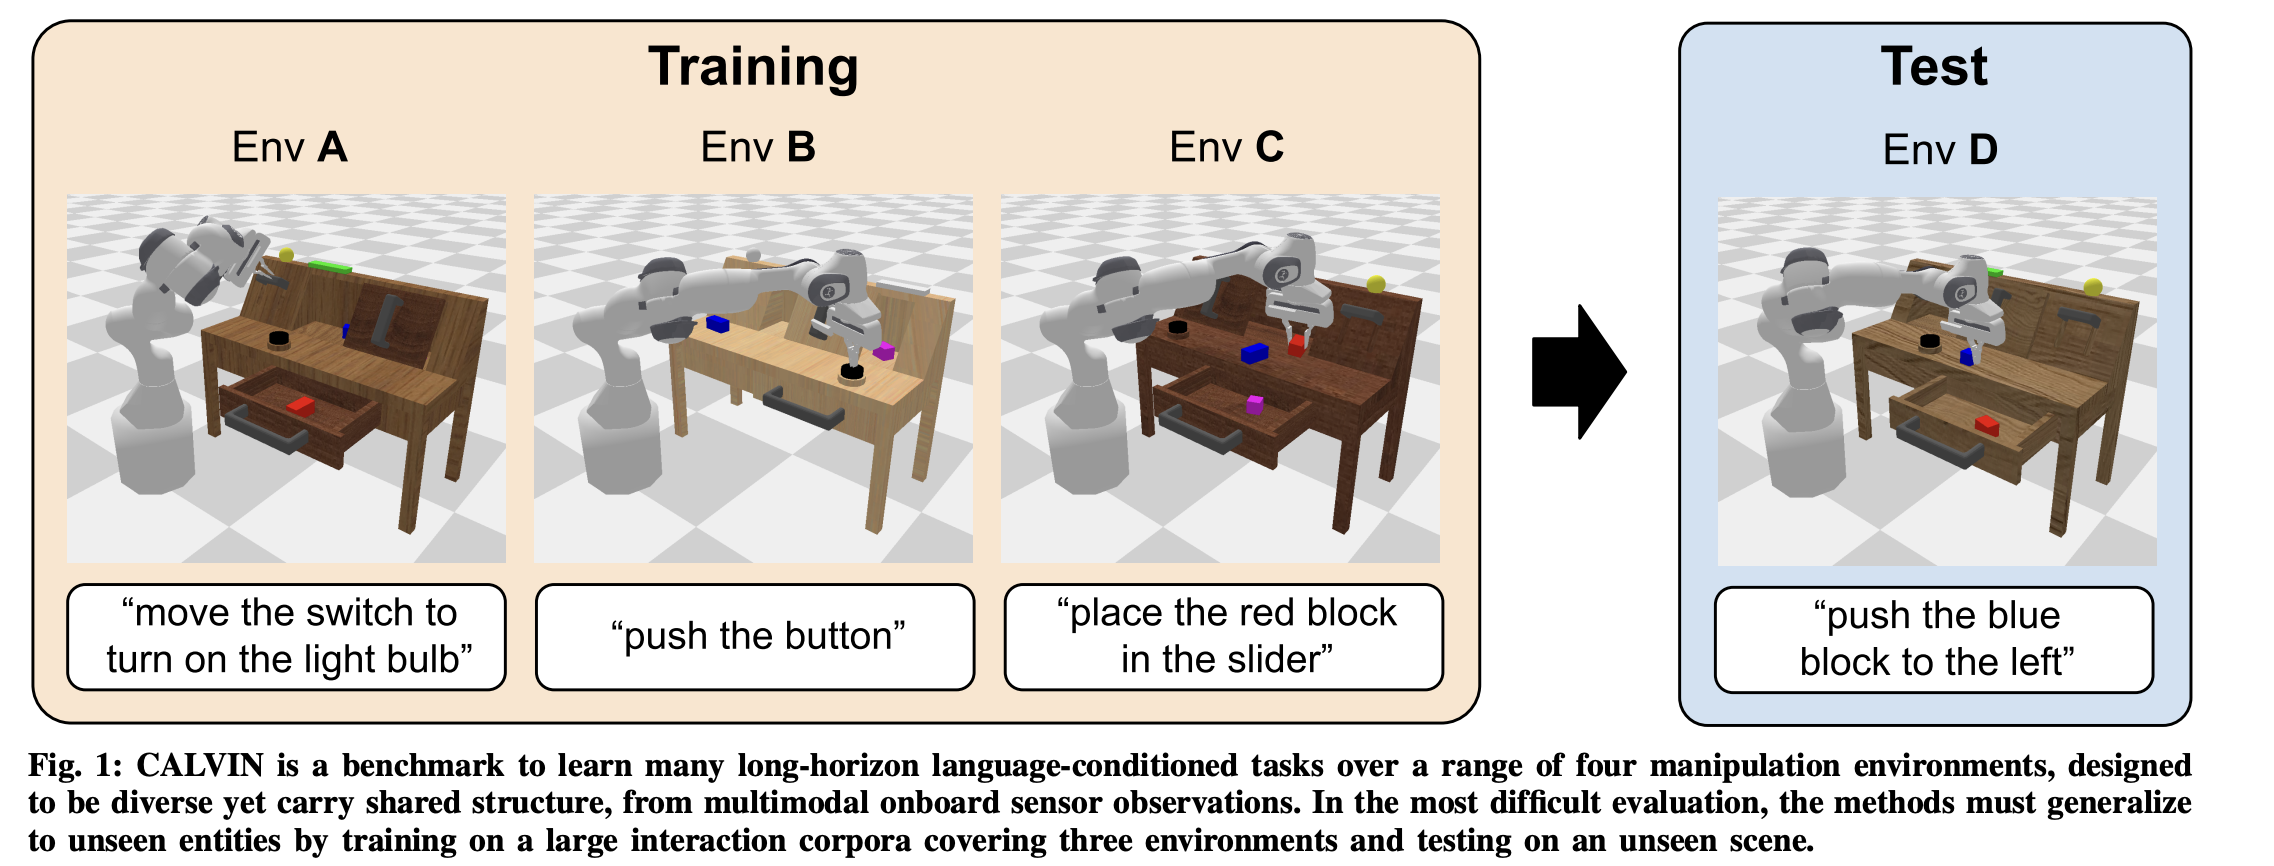 Training
Test
Env A
Env B
Env C
Env D
“move the switch to
turn on the light bulb”
“push the button”
“place the red block
in the slider”
“push the blue
block to the left”
Fig. 1: CALVIN is a benchmark to learn many long-horizon language-conditioned tasks over a range of four manipulation environments, designed
to be diverse yet carry shared structure, from multimodal onboard sensor observations. In the most difficult evaluation, the methods must generalize
to unseen entities by training on a large interaction corpora covering three environments and testing on an unseen scene.